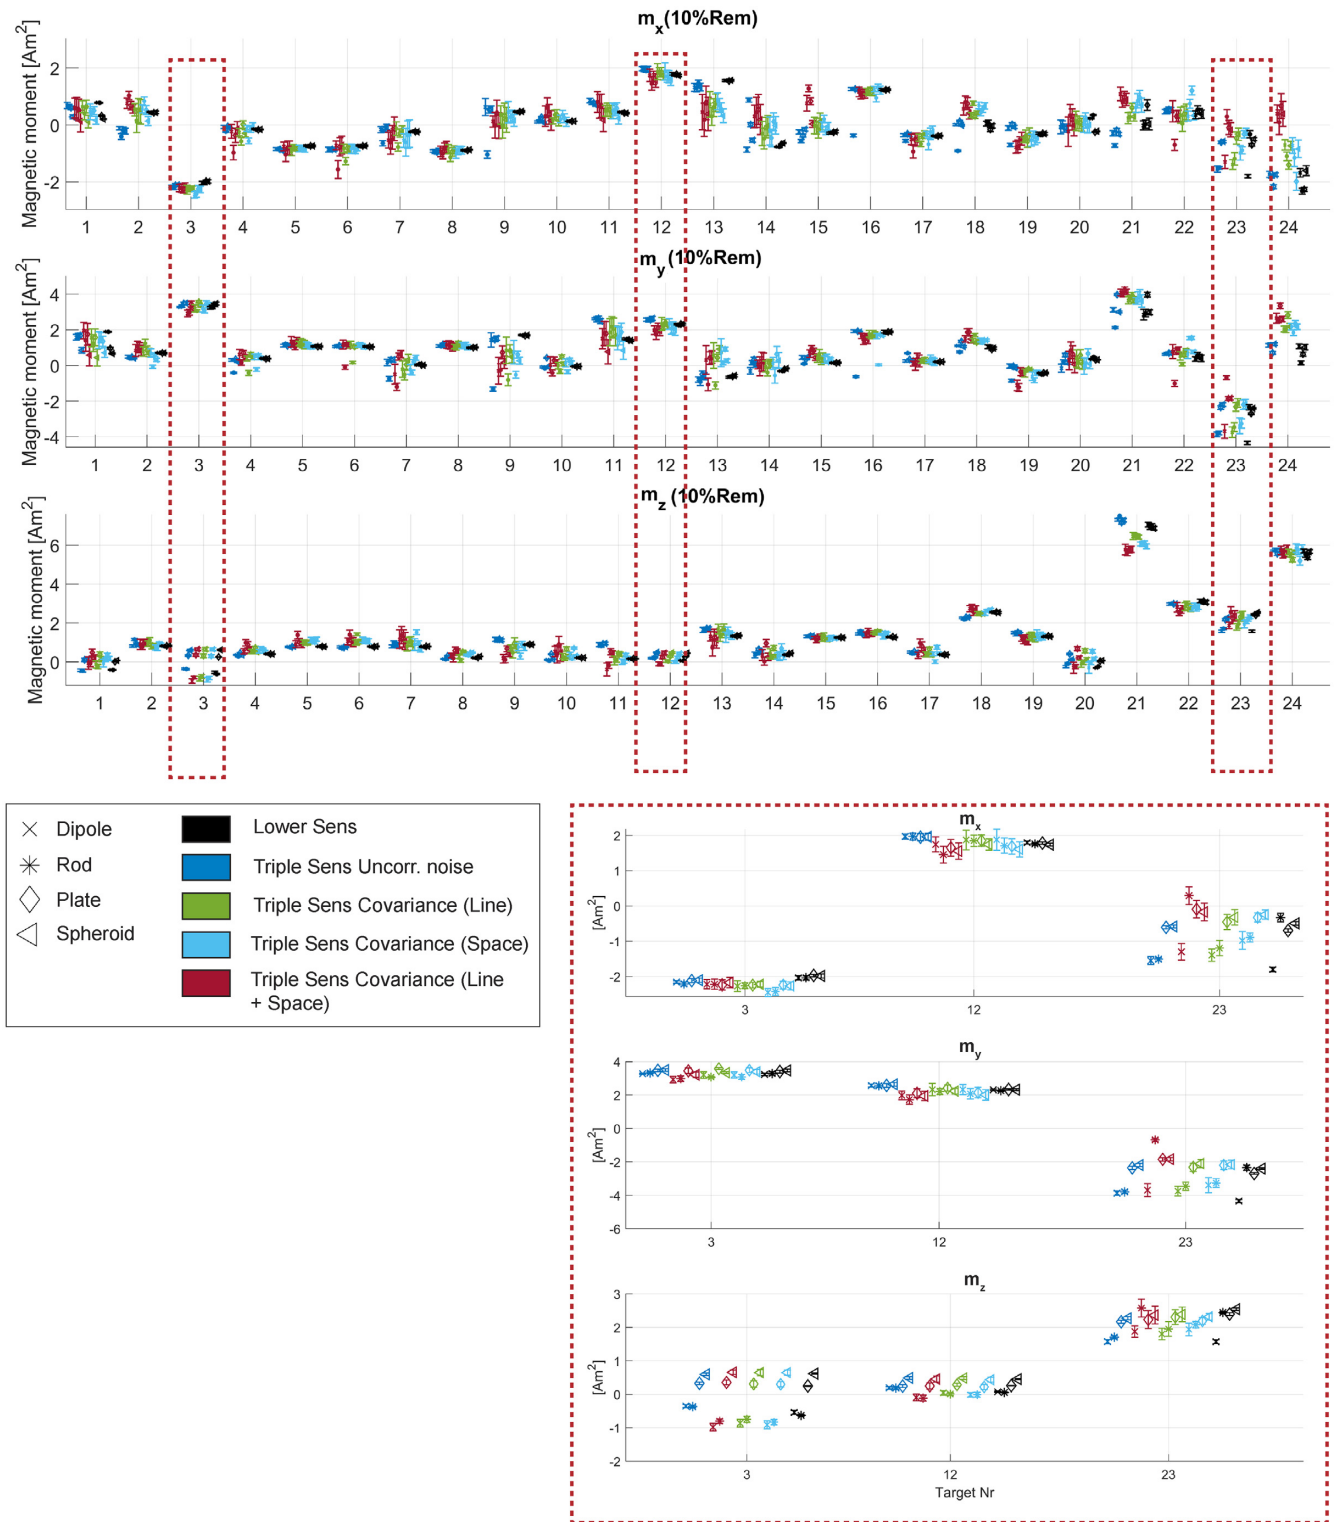 m_x (10%Rem)
Magnetic moment [Am²]
2
0
-2
1 2 3 4 5 6 7 8 9 10 11 12 13 14 15 16 17 18 19 20 21 22 23 24
m_y (10%Rem)
Magnetic moment [Am²]
4
2
0
-2
-4
1 2 3 4 5 6 7 8 9 10 11 12 13 14 15 16 17 18 19 20 21 22 23 24
m_z (10%Rem)
Magnetic moment [Am²]
6
4
2
0
1 2 3 4 5 6 7 8 9 10 11 12 13 14 15 16 17 18 19 20 21 22 23 24
Dipole
Rod
Plate
Spheroid
Lower Sens
Triple Sens Uncorr. noise
Triple Sens Covariance (Line)
Triple Sens Covariance (Space)
Triple Sens Covariance (Line
+ Space)
m_x
[Am²]
2
1
0
-1
-2
3 12 23
m_y
[Am²]
4
2
0
-2
-4
-6
3 12 23
m_z
[Am²]
3
2
1
0
-1
-2
3 12 23
Target Nr